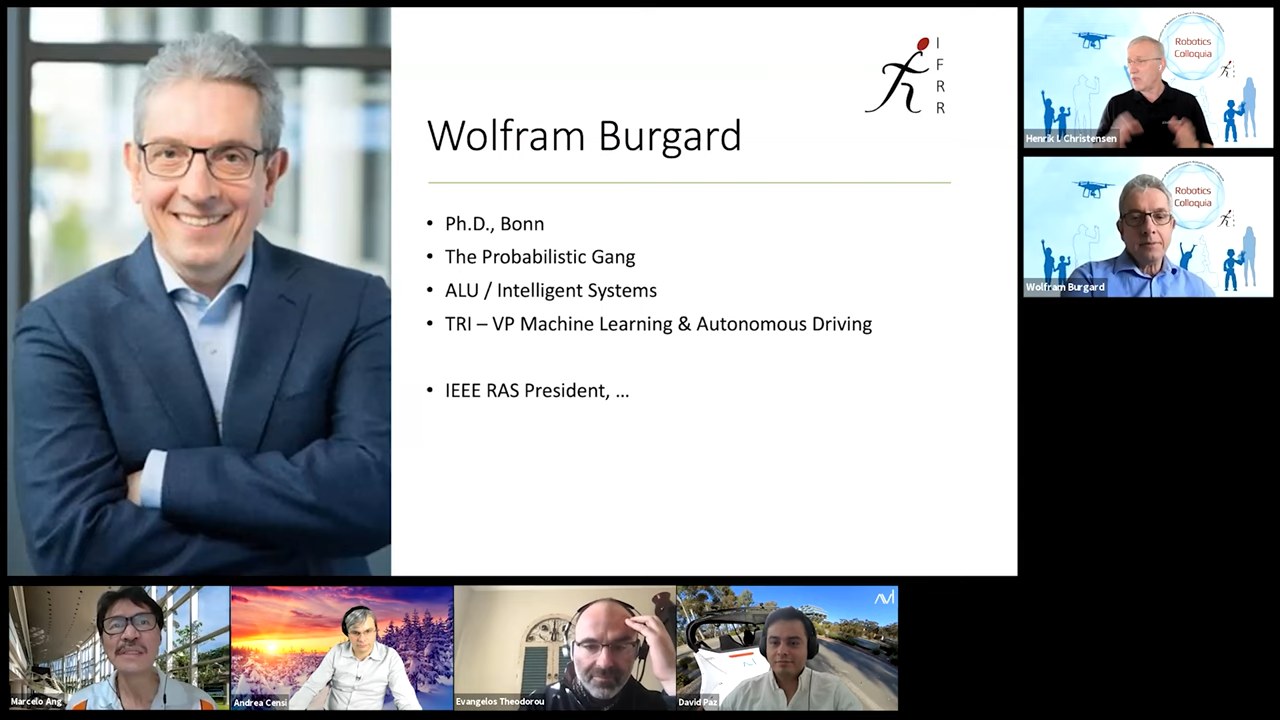 I
F
R
R
Wolfram Burgard
• Ph.D., Bonn
• The Probabilistic Gang
• ALU / Intelligent Systems
• TRI – VP Machine Learning & Autonomous Driving
• IEEE RAS President, ...
Robotics
Colloquia
Henrik I Christensen
Robotics
Colloquia
Wolfram Burgard
Marcelo Ang
Andrea Censi
Evangelos Theodorou
David Paz